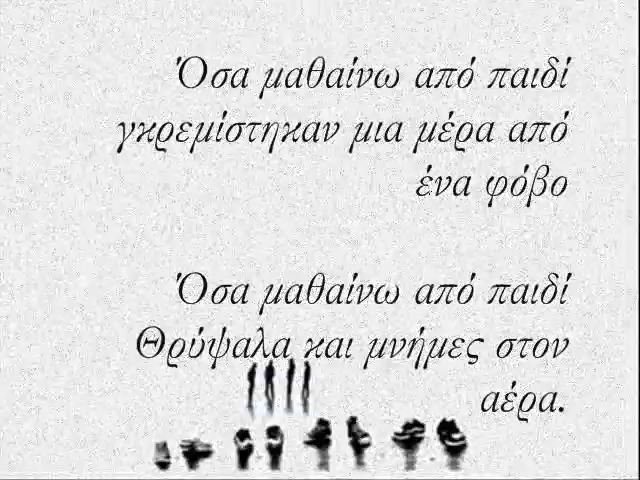 Όσα μαθαίνω από παιδί
γκρεμίστηκαν μια μέρα από
ένα φόβο
Όσα μαθαίνω από παιδί
Θρύψαλα και μνήμες στον
αέρα.